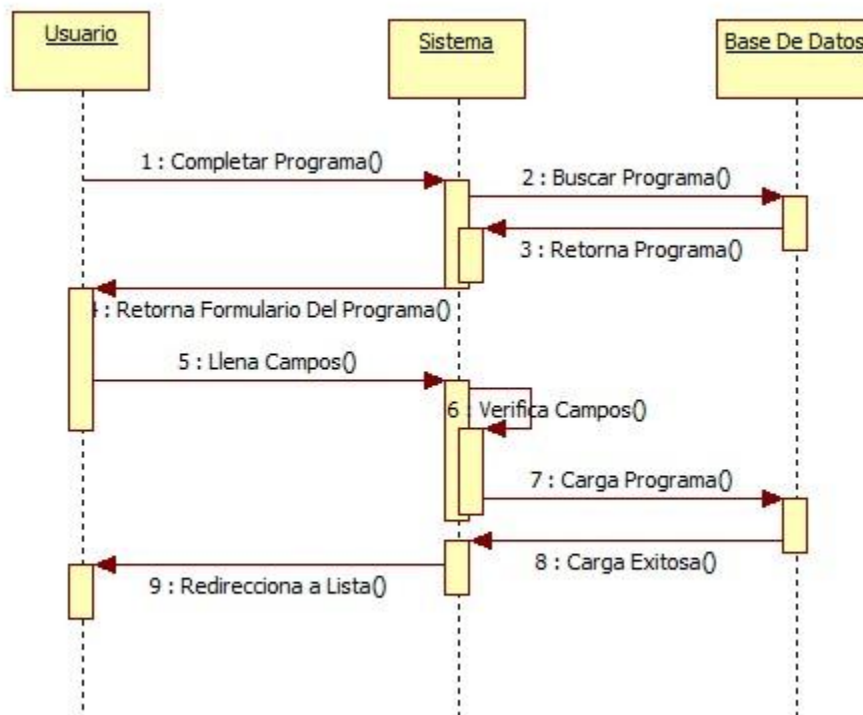 Usuario
Sistema
Base De Datos
1 : Completar Programa()
2 : Buscar Programa()
3 : Retorna Programa()
4 : Retorna Formulario Del Programa()
5 : Llena Campos()
6 : Verifica Campos()
7 : Carga Programa()
8 : Carga Exitosa()
9 : Redirecciona a Lista()